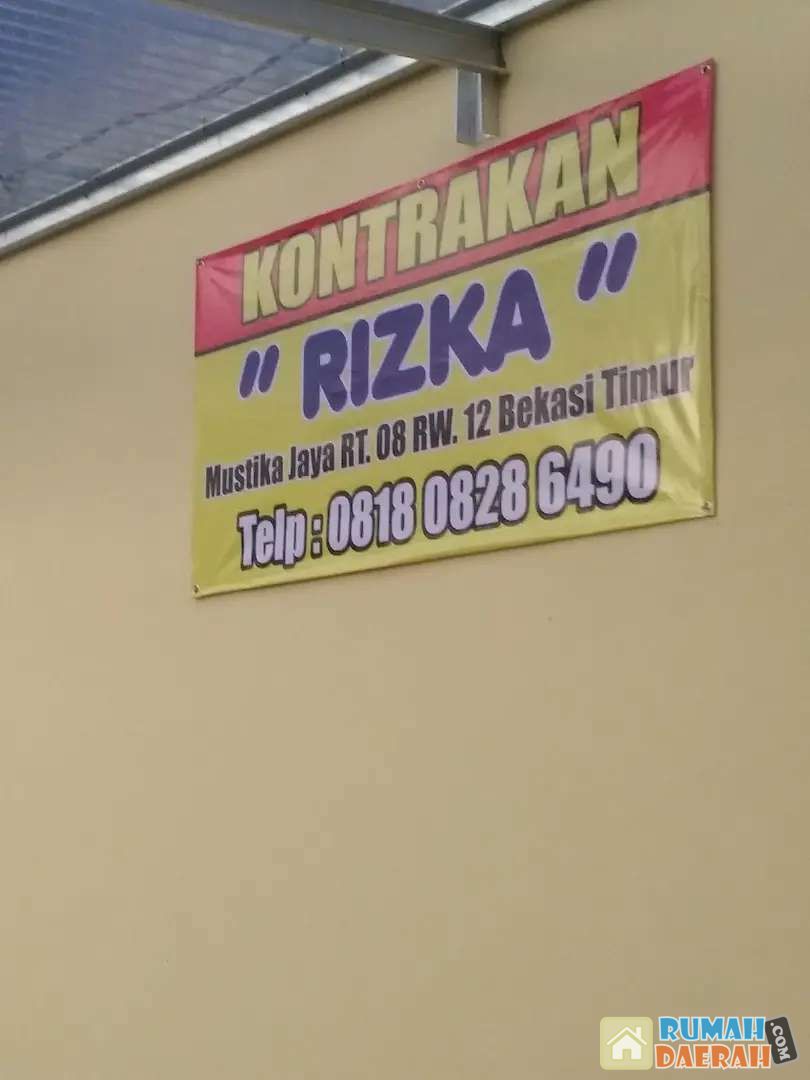 KONTRAKAN
" RIZKA "
Mustika Jaya RT. 08 RW. 12 Bekasi Timur
Telp : 0818 0828 6490
RUMAH
DAERAH.COM